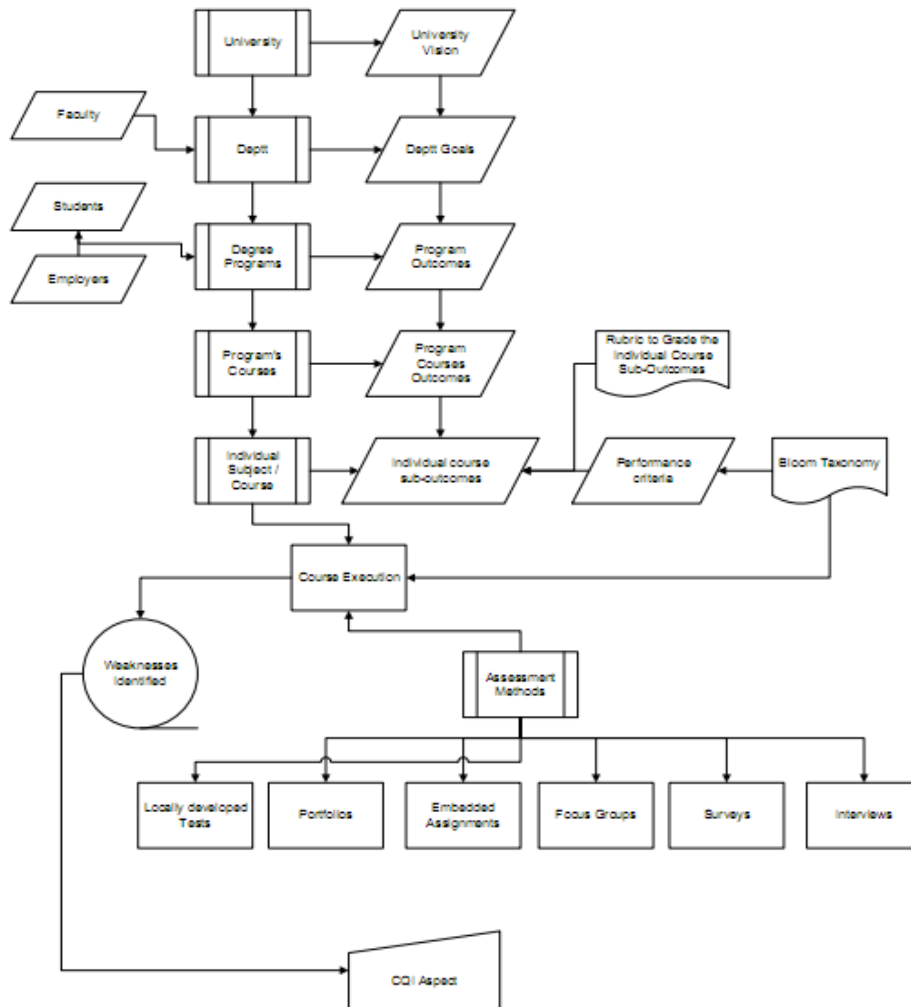 University
University
Vision
Faculty
Deptt
Deptt Goals
Students
Degree
Programs
Program
Outcomes
Employers
Program's
Courses
Program
Courses
Outcomes
Rubric to Grade the
Individual Course
Sub-Outcomes
Individual
Subject /
Course
Individual course
sub-outcomes
Performance
criteria
Bloom Taxonomy
Course Execution
Weaknesses
Identified
Assessment
Methods
Locally developed
Tests
Portfolios
Embedded
Assignments
Focus Groups
Surveys
Interviews
CQI Aspect